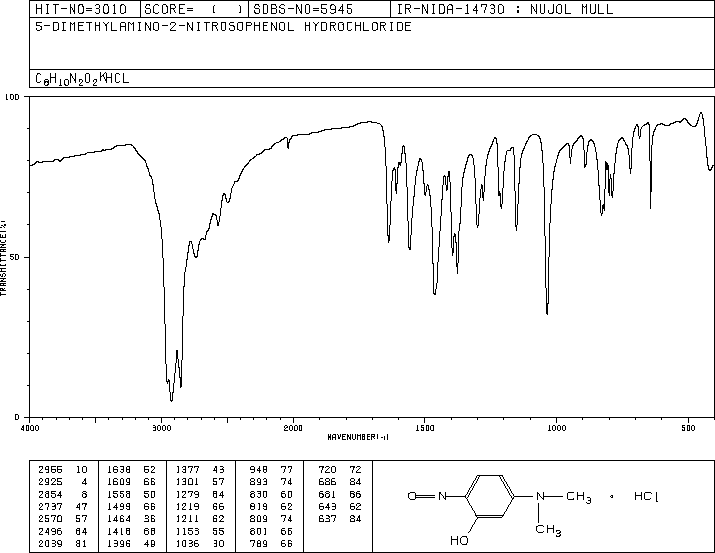 HIT-NO=3010 SCORE= ( ) SDBS-NO=5945 IR-NIDA-14730 : NUJOL MULL
5-DIMETHYLAMINO-2-NITROSOPHENOL HYDROCHLORIDE
C8H10N2O2*HCL
100
TRANSMITTANCE(%)
50
0
4000 3000 2000 1500 1000 500
WAVENUMBER(-1)
2955 10 1638 52 1377 43 948 77 720 72
2925 4 1609 66 1301 57 893 74 686 84
2854 8 1558 50 1279 64 830 60 681 86
2737 47 1499 66 1219 66 819 62 643 62
2570 57 1464 36 1211 62 809 74 637 84
2496 64 1418 68 1153 55 801 66
2039 81 1396 48 1036 30 789 66
O N N CH3 · HCl
CH3
HO